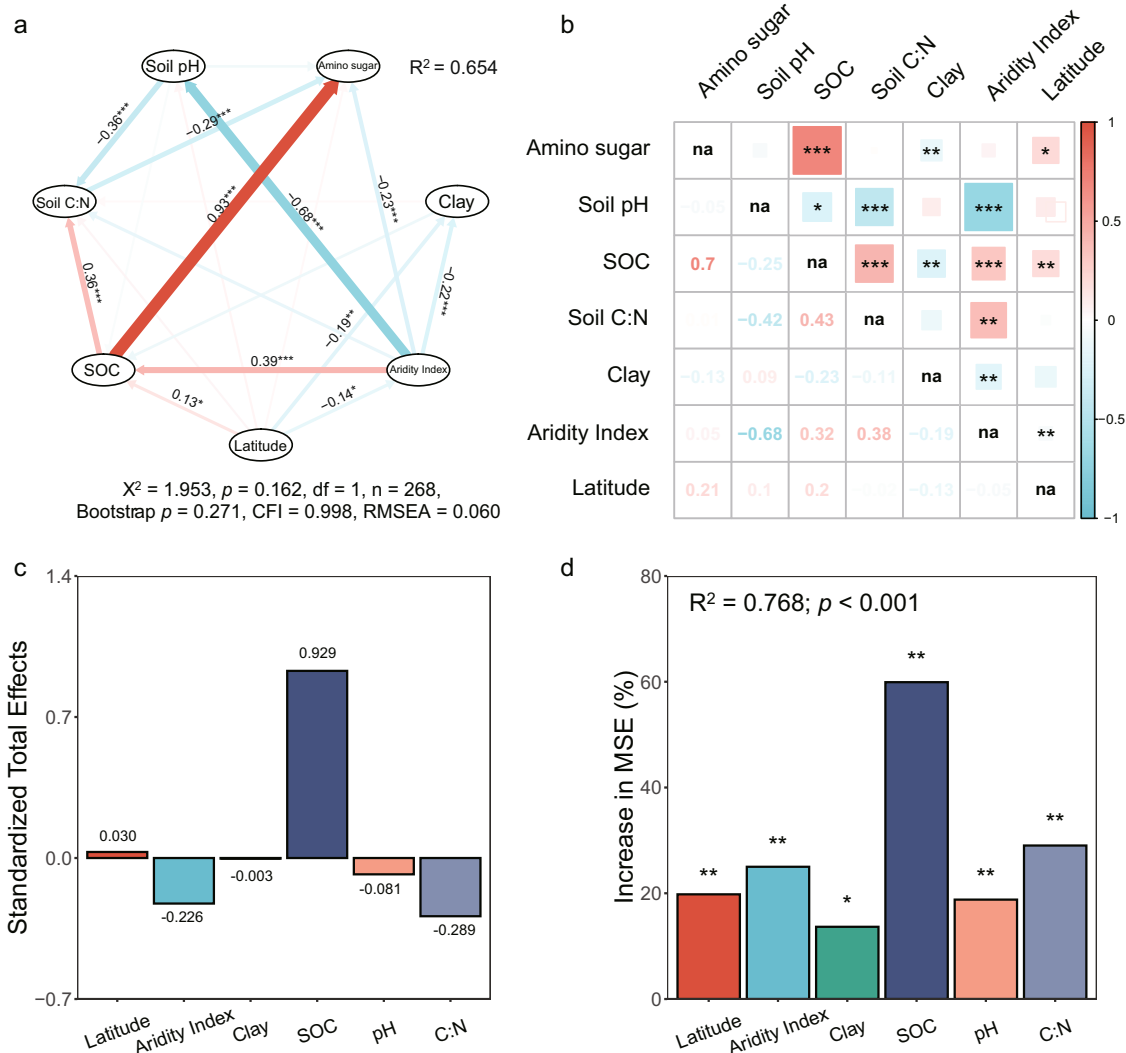 a
Soil pH
Amino sugar
R² = 0.654
−0.36***
−0.29***
Soil C:N
0.93***
−0.68***
−0.23***
Clay
0.36***
−0.19**
−0.22***
SOC
0.39***
Aridity Index
0.13*
−0.14*
Latitude
X² = 1.953, p = 0.162, df = 1, n = 268,
Bootstrap p = 0.271, CFI = 0.998, RMSEA = 0.060
b
Amino sugar Soil pH SOC Soil C:N Clay Aridity Index Latitude
Amino sugar na *** ** *
Soil pH −0.05 na * *** ***
SOC 0.7 −0.25 na *** ** *** **
Soil C:N −0.42 0.43 na **
Clay −0.13 0.09 −0.23 −0.11 na **
Aridity Index 0.05 −0.68 0.32 0.38 −0.19 na **
Latitude 0.21 0.1 0.2 −0.02 −0.13 −0.05 na
1
0.5
0
−0.5
−1
c
Standardized Total Effects
1.4
0.7
0.0
−0.7
0.030
-0.226
-0.003
0.929
-0.081
-0.289
Latitude Aridity Index Clay SOC pH C:N
d
R² = 0.768; p < 0.001
Increase in MSE (%)
80
60
40
20
0
** ** * ** ** **
Latitude Aridity Index Clay SOC pH C:N